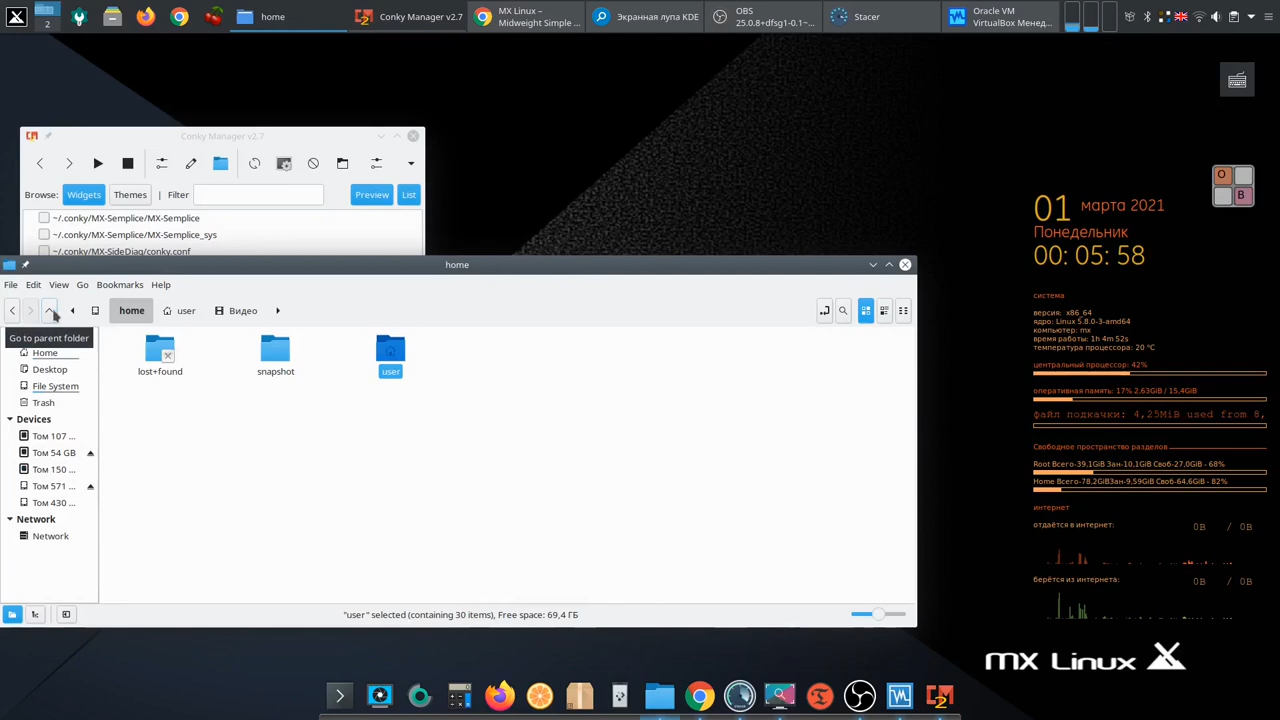 2
home
Conky Manager v2.7
MX Linux –
Midweight Simple ...
Экранная лупа KDE
OBS
25.0.8+dfsg1-0.1~...
Stacer
Oracle VM
VirtualBox Менед...
Conky Manager v2.7
Browse: Widgets Themes Filter Preview List
~/.conky/MX-Semplice/MX-Semplice
~/.conky/MX-Semplice/MX-Semplice_sys
~/.conky/MX-SideDiag/conky.conf
home
File Edit View Go Bookmarks Help
home user Видео
Go to parent folder
Home
Desktop
File System
Trash
Devices
Том 107 ...
Том 54 GB
Том 150 ...
Том 571 ...
Том 430 ...
Network
Network
lost+found snapshot user
"user" selected (containing 30 items), Free space: 69,4 ГБ
O
B
01 марта 2021
Понедельник
00: 05: 58
система
версия: x86_64
ядро: Linux 5.8.0-3-amd64
компьютер: mx
время работы: 1h 4m 52s
температура процессора: 20 °C
центральный процессор: 42%
оперативная память: 17% 2,63GiB / 15,4GiB
файл подкачки: 4,25MiB used from 8,
Свободное пространство разделов
Root Всего-39,1GiB Зан-10,1GiB Своб-27,0GiB - 68%
Home Всего-78,2GiBЗан-9,59GiB Своб-64,6GiB - 82%
интернет
отдаётся в интернет: 0B / 0B
берётся из интернета: 0B / 0B
MX Linux